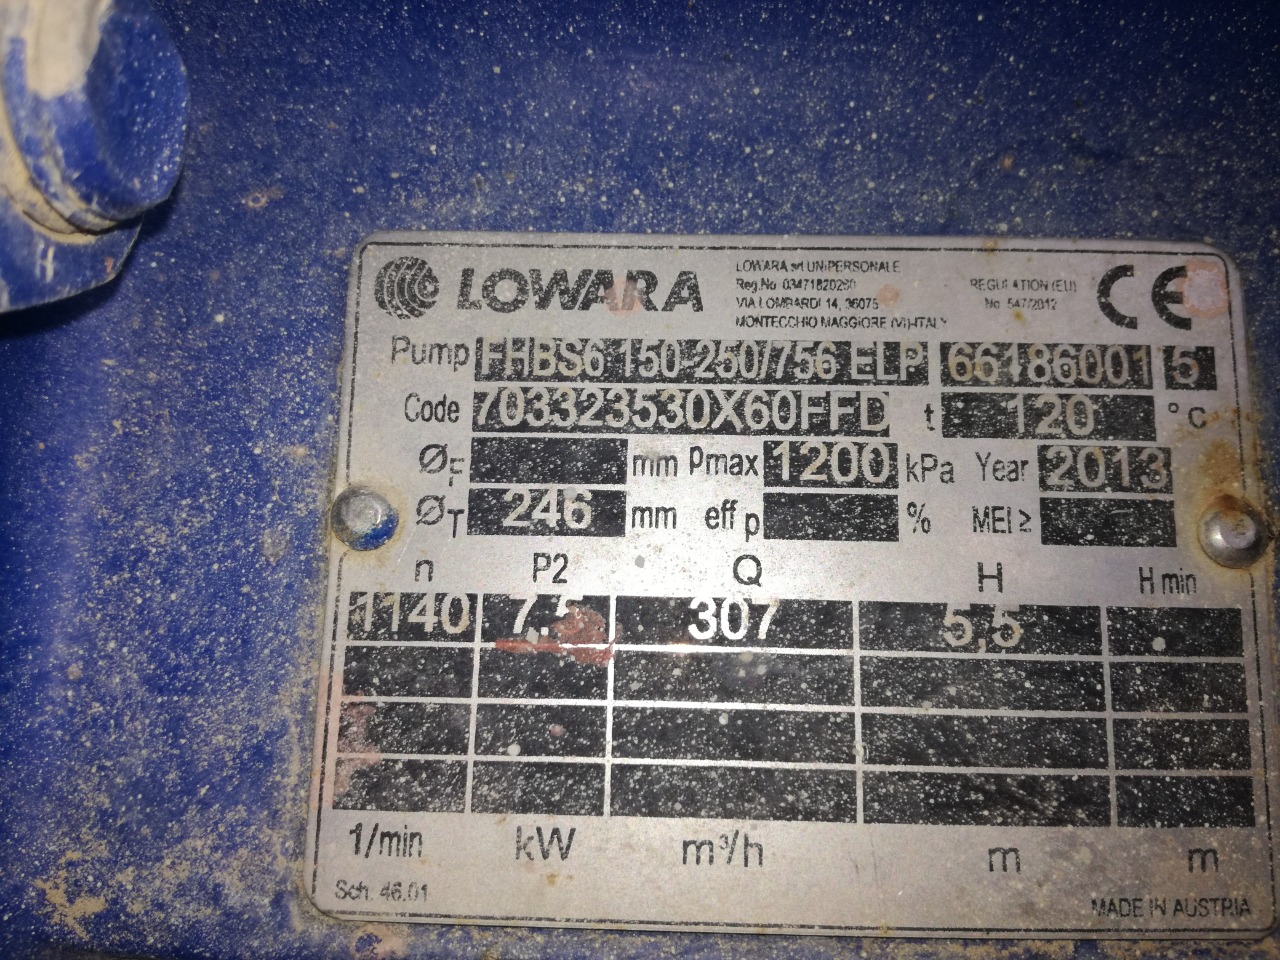 LOWARA
LOWARA srl UNIPERSONALE
Reg.No 03471820260
VIA LOMBARDI 14, 36075
MONTECCHIO MAGGIORE (VI)-ITALY
REGULATION (EU)
No 547/2012
CE
Pump FHBS6 150-250/756 ELP 66186001 5
Code 703323530X60FFD t 120 °C
ØF mm Pmax 1200 kPa Year 2013
ØT 246 mm eff p % MEI ≥
n P2 Q H H min
1140 7.5 307 5,5
1/min kW m³/h m m
Sch. 46.01
MADE IN AUSTRIA